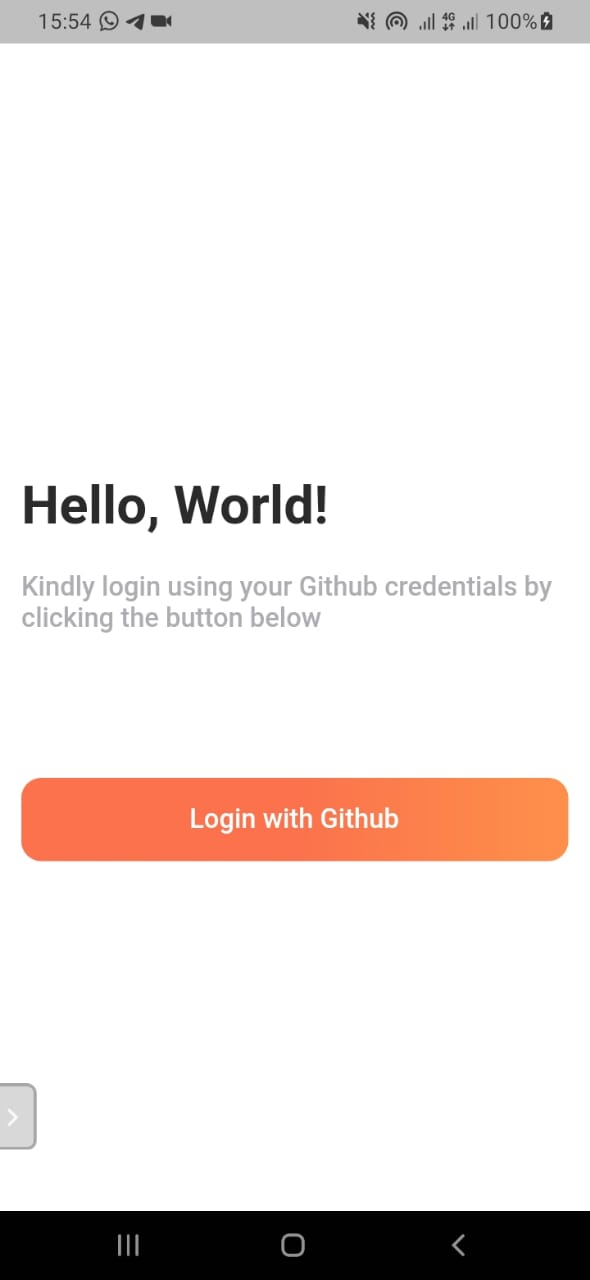 15:54 4G 100%
Hello, World!
Kindly login using your Github credentials by
clicking the button below
Login with Github